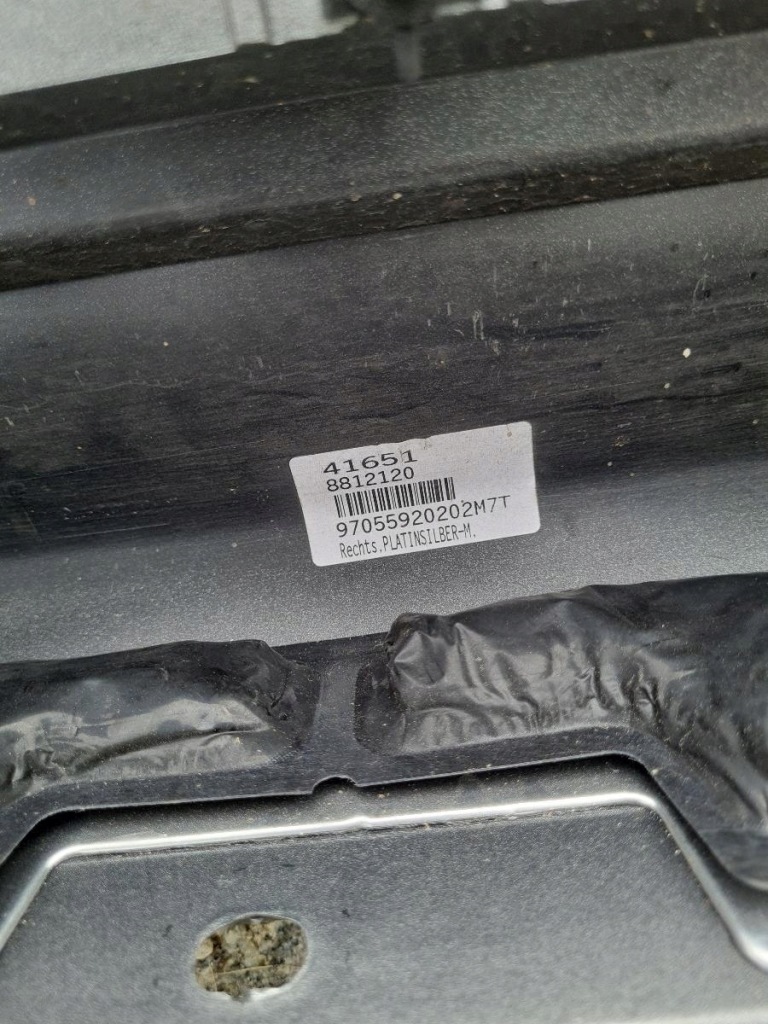 41651
8812120
97055920202M7T
Rechts.PLATINSILBER-M.